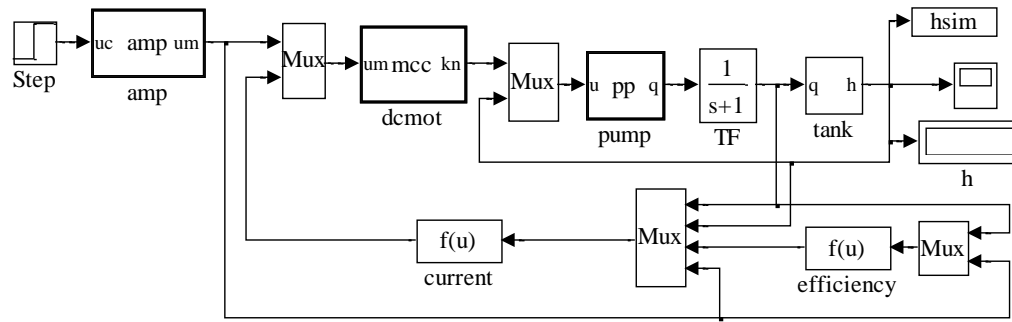 hsim
uc amp um
Step
amp
Mux
um mcc kn
dcmot
Mux
u pp q
pump
1
s+1
TF
q h
tank
h
f(u)
current
Mux
f(u)
efficiency
Mux